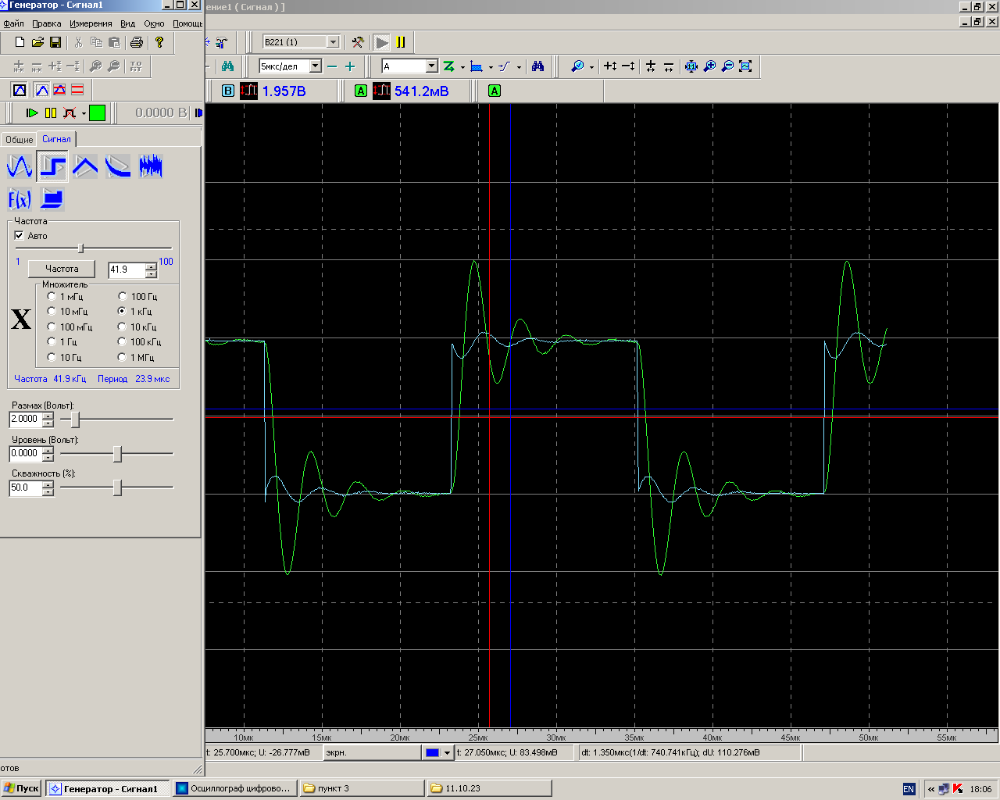 Генератор - Сигнал1
ение1 ( Сигнал ) ]
Файл Правка Измерения Вид Окно Помощь
B221 (1)
TO FIT
5мкс/дел
A
B 1.957В
A 541.2мВ
A
0.0000 В
Общие Сигнал
F(x)
Частота
Авто
1 100
Частота 41.9
Множитель
X
1 мГц 100 Гц
10 мГц 1 кГц
100 мГц 10 кГц
1 Гц 100 кГц
10 Гц 1 МГц
Частота 41.9 кГц Период 23.9 мкс
Размах (Вольт):
2.0000
Уровень (Вольт):
0.0000
Скважность (%):
50.0
10мк 15мк 20мк 25мк 30мк 35мк 40мк 45мк 50мк 55мк
t: 25.700мкс; U: -26.777мВ экрн. t: 27.050мкс; U: 83.498мВ dt: 1.350мкс(1/dt: 740.741кГц); dU: 110.276мВ
отов
Пуск Генератор - Сигнал1 Осциллограф цифрово... пункт 3 11.10.23 EN « 18:06